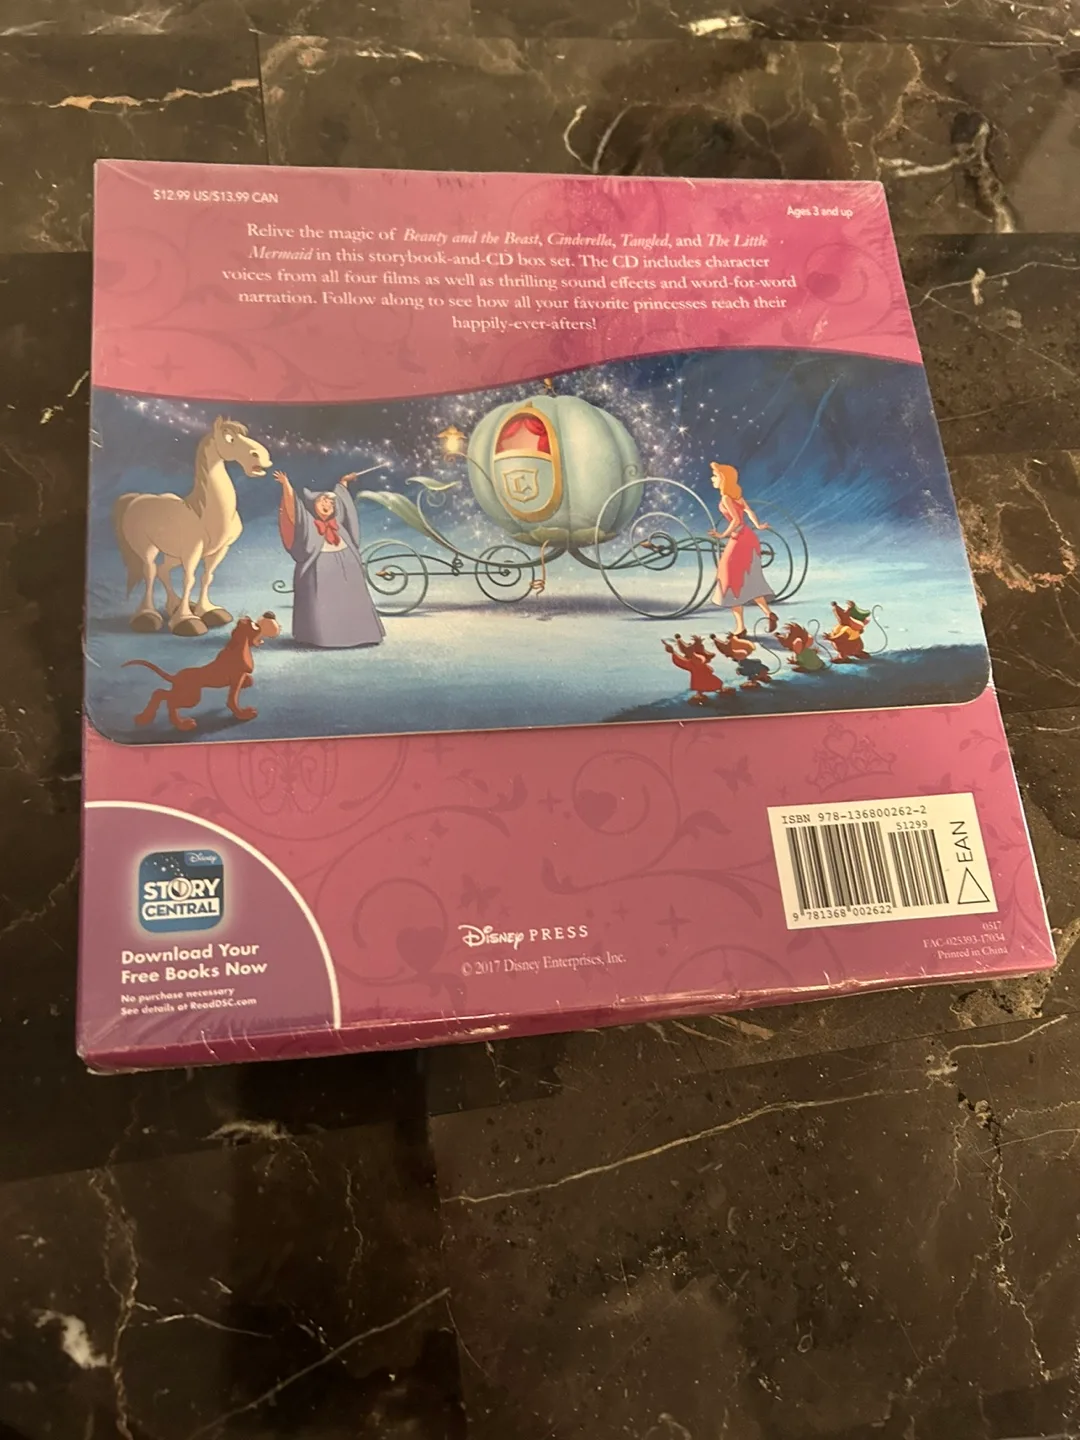 $12.99 US/$13.99 CAN
Ages 3 and up
Relive the magic of Beauty and the Beast, Cinderella, Tangled, and The Little
Mermaid in this storybook-and-CD box set. The CD includes character
voices from all four films as well as thrilling sound effects and word-for-word
narration. Follow along to see how all your favorite princesses reach their
happily-ever-afters!
C
ISBN 978-136800262-2
51299
EAN
9 781368 002622
0517
FAC-025393-17034
Printed in China
Disney
STORY
CENTRAL
Download Your
Free Books Now
No purchase necessary
See details at ReadDSC.com
Disney PRESS
© 2017 Disney Enterprises, Inc.